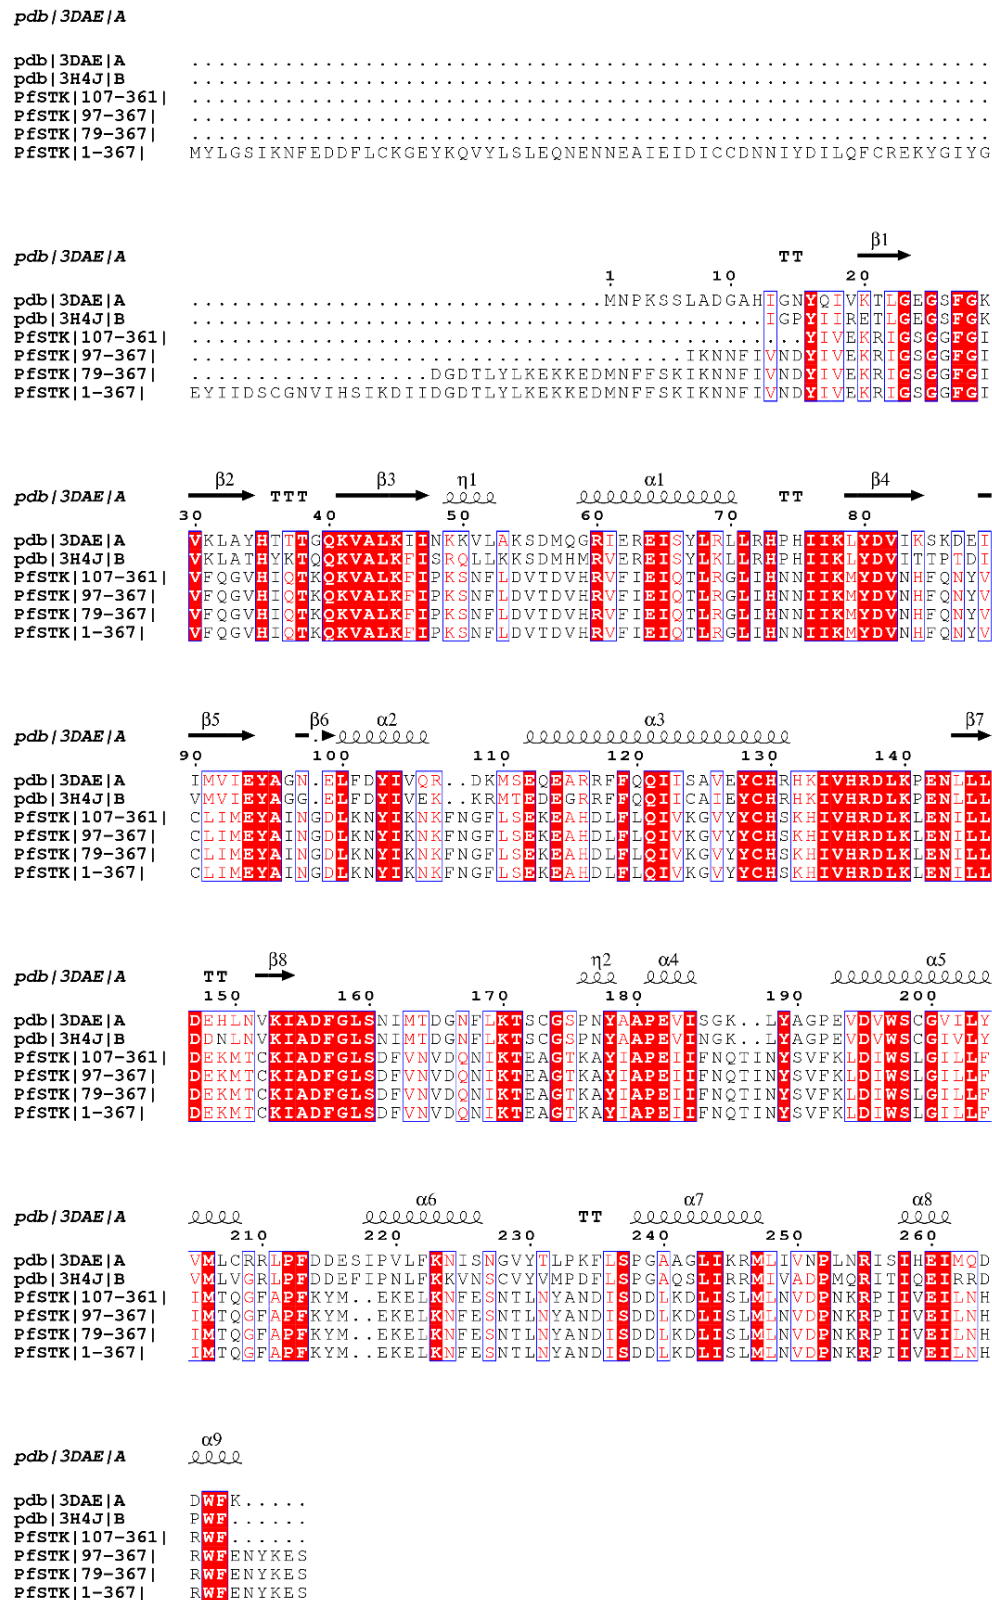 pdb|3DAE|A
pdb|3DAE|A ............................................................
pdb|3H4J|B ............................................................
PfSTK|107-361| ............................................................
PfSTK|97-367| ............................................................
PfSTK|79-367| ............................................................
PfSTK|1-367| MYLGSIKNFEDDFLCKGEYKQVYLSLEQNENNEAIEIDICCDNNIYDILQFCREKYGIYG
pdb|3DAE|A TT β1
1 10 20
pdb|3DAE|A ...............................MNPKSSLADGAHIGNYQIVKTLGEGSFGK
pdb|3H4J|B ...........................................IGPYIIRETLGEGSFGK
PfSTK|107-361| ..............................................YIVEKRIGSGGFGI
PfSTK|97-367| .....................................IKNNFIVNDYIVEKRIGSGGFGI
PfSTK|79-367| ..................DGDTLYLKEKKEDMNFFSKIKNNFIVNDYIVEKRIGSGGFGI
PfSTK|1-367| EYIIDSCGNVIHSIKDIIDGDTLYLKEKKEDMNFFSKIKNNFIVNDYIVEKRIGSGGFGI
pdb|3DAE|A β2 TTT β3 η1 α1 TT β4
30 40 50 60 70 80
pdb|3DAE|A VKLAYHTTTGQKVALKIINKKVLAKSDMQGRIEREISYLRLLRHPHIIKLYDVIKSKDEI
pdb|3H4J|B VKLATHYKTQQKVALKFISRQLLKKSDMHMRVEREISYLKLLRHPHIIKLYDVITTPTDI
PfSTK|107-361| VFQGVHIQTKQKVALKFIPKSNFLDVTDVHRVFIEIQTLRGLIHNNIIKMYDVNHFQNYV
PfSTK|97-367| VFQGVHIQTKQKVALKFIPKSNFLDVTDVHRVFIEIQTLRGLIHNNIIKMYDVNHFQNYV
PfSTK|79-367| VFQGVHIQTKQKVALKFIPKSNFLDVTDVHRVFIEIQTLRGLIHNNIIKMYDVNHFQNYV
PfSTK|1-367| VFQGVHIQTKQKVALKFIPKSNFLDVTDVHRVFIEIQTLRGLIHNNIIKMYDVNHFQNYV
pdb|3DAE|A β5 β6 α2 α3 β7
90 .100 110 120 130 140
pdb|3DAE|A IMVIEYAGN.ELFDYIVQR..DKMSEQEARRFFQQIISAVEYCHRHKIVHRDLKPENLLL
pdb|3H4J|B VMVIEYAGG.ELFDYIVEK..KRMTEDEGRRFFQQIICAIEYCHRHKIVHRDLKPENLLL
PfSTK|107-361| CLIMEYAINGDLKNYIKNKFNGFLSEKEAHDLFLQIVKGVYYCHSKHIVHRDLKLENILL
PfSTK|97-367| CLIMEYAINGDLKNYIKNKFNGFLSEKEAHDLFLQIVKGVYYCHSKHIVHRDLKLENILL
PfSTK|79-367| CLIMEYAINGDLKNYIKNKFNGFLSEKEAHDLFLQIVKGVYYCHSKHIVHRDLKLENILL
PfSTK|1-367| CLIMEYAINGDLKNYIKNKFNGFLSEKEAHDLFLQIVKGVYYCHSKHIVHRDLKLENILL
pdb|3DAE|A TT β8 η2 α4 α5
150 160 170 180 190 200
pdb|3DAE|A DEHLNVKIADFGLSNIMTDGNFLKTSCGSPNYAAPEVISGK..LYAGPEVDVWSCGVILY
pdb|3H4J|B DDNLNVKIADFGLSNIMTDGNFLKTSCGSPNYAAPEVINGK..LYAGPEVDVWSCGIVLY
PfSTK|107-361| DEKMTCKIADFGLSDFVNVDQNIKTEAGTKAYIAPEIIFNQTINYSVFKLDIWSLGILLF
PfSTK|97-367| DEKMTCKIADFGLSDFVNVDQNIKTEAGTKAYIAPEIIFNQTINYSVFKLDIWSLGILLF
PfSTK|79-367| DEKMTCKIADFGLSDFVNVDQNIKTEAGTKAYIAPEIIFNQTINYSVFKLDIWSLGILLF
PfSTK|1-367| DEKMTCKIADFGLSDFVNVDQNIKTEAGTKAYIAPEIIFNQTINYSVFKLDIWSLGILLF
pdb|3DAE|A α6 TT α7 α8
210 220 230 240 250 260
pdb|3DAE|A VMLCRRLPFDDESIPVLFKNISNGVYTLPKFLSPGAAGLIKRMLIVNPLNRISIHEIMQD
pdb|3H4J|B VMLVGRLPFDDEFIPNLFKKVNSCVYVMPDFLSPGAQSLIRRMIVADPMQRITIQEIRRD
PfSTK|107-361| IMTQGFAPFKYM..EKELKNFESNTLNYANDISDDLKDLISLMLNVDPNKRPIIVEILNH
PfSTK|97-367| IMTQGFAPFKYM..EKELKNFESNTLNYANDISDDLKDLISLMLNVDPNKRPIIVEILNH
PfSTK|79-367| IMTQGFAPFKYM..EKELKNFESNTLNYANDISDDLKDLISLMLNVDPNKRPIIVEILNH
PfSTK|1-367| IMTQGFAPFKYM..EKELKNFESNTLNYANDISDDLKDLISLMLNVDPNKRPIIVEILNH
pdb|3DAE|A α9
pdb|3DAE|A DWFK.....
pdb|3H4J|B PWF......
PfSTK|107-361| RWF......
PfSTK|97-367| RWFENYKES
PfSTK|79-367| RWFENYKES
PfSTK|1-367| RWFENYKES